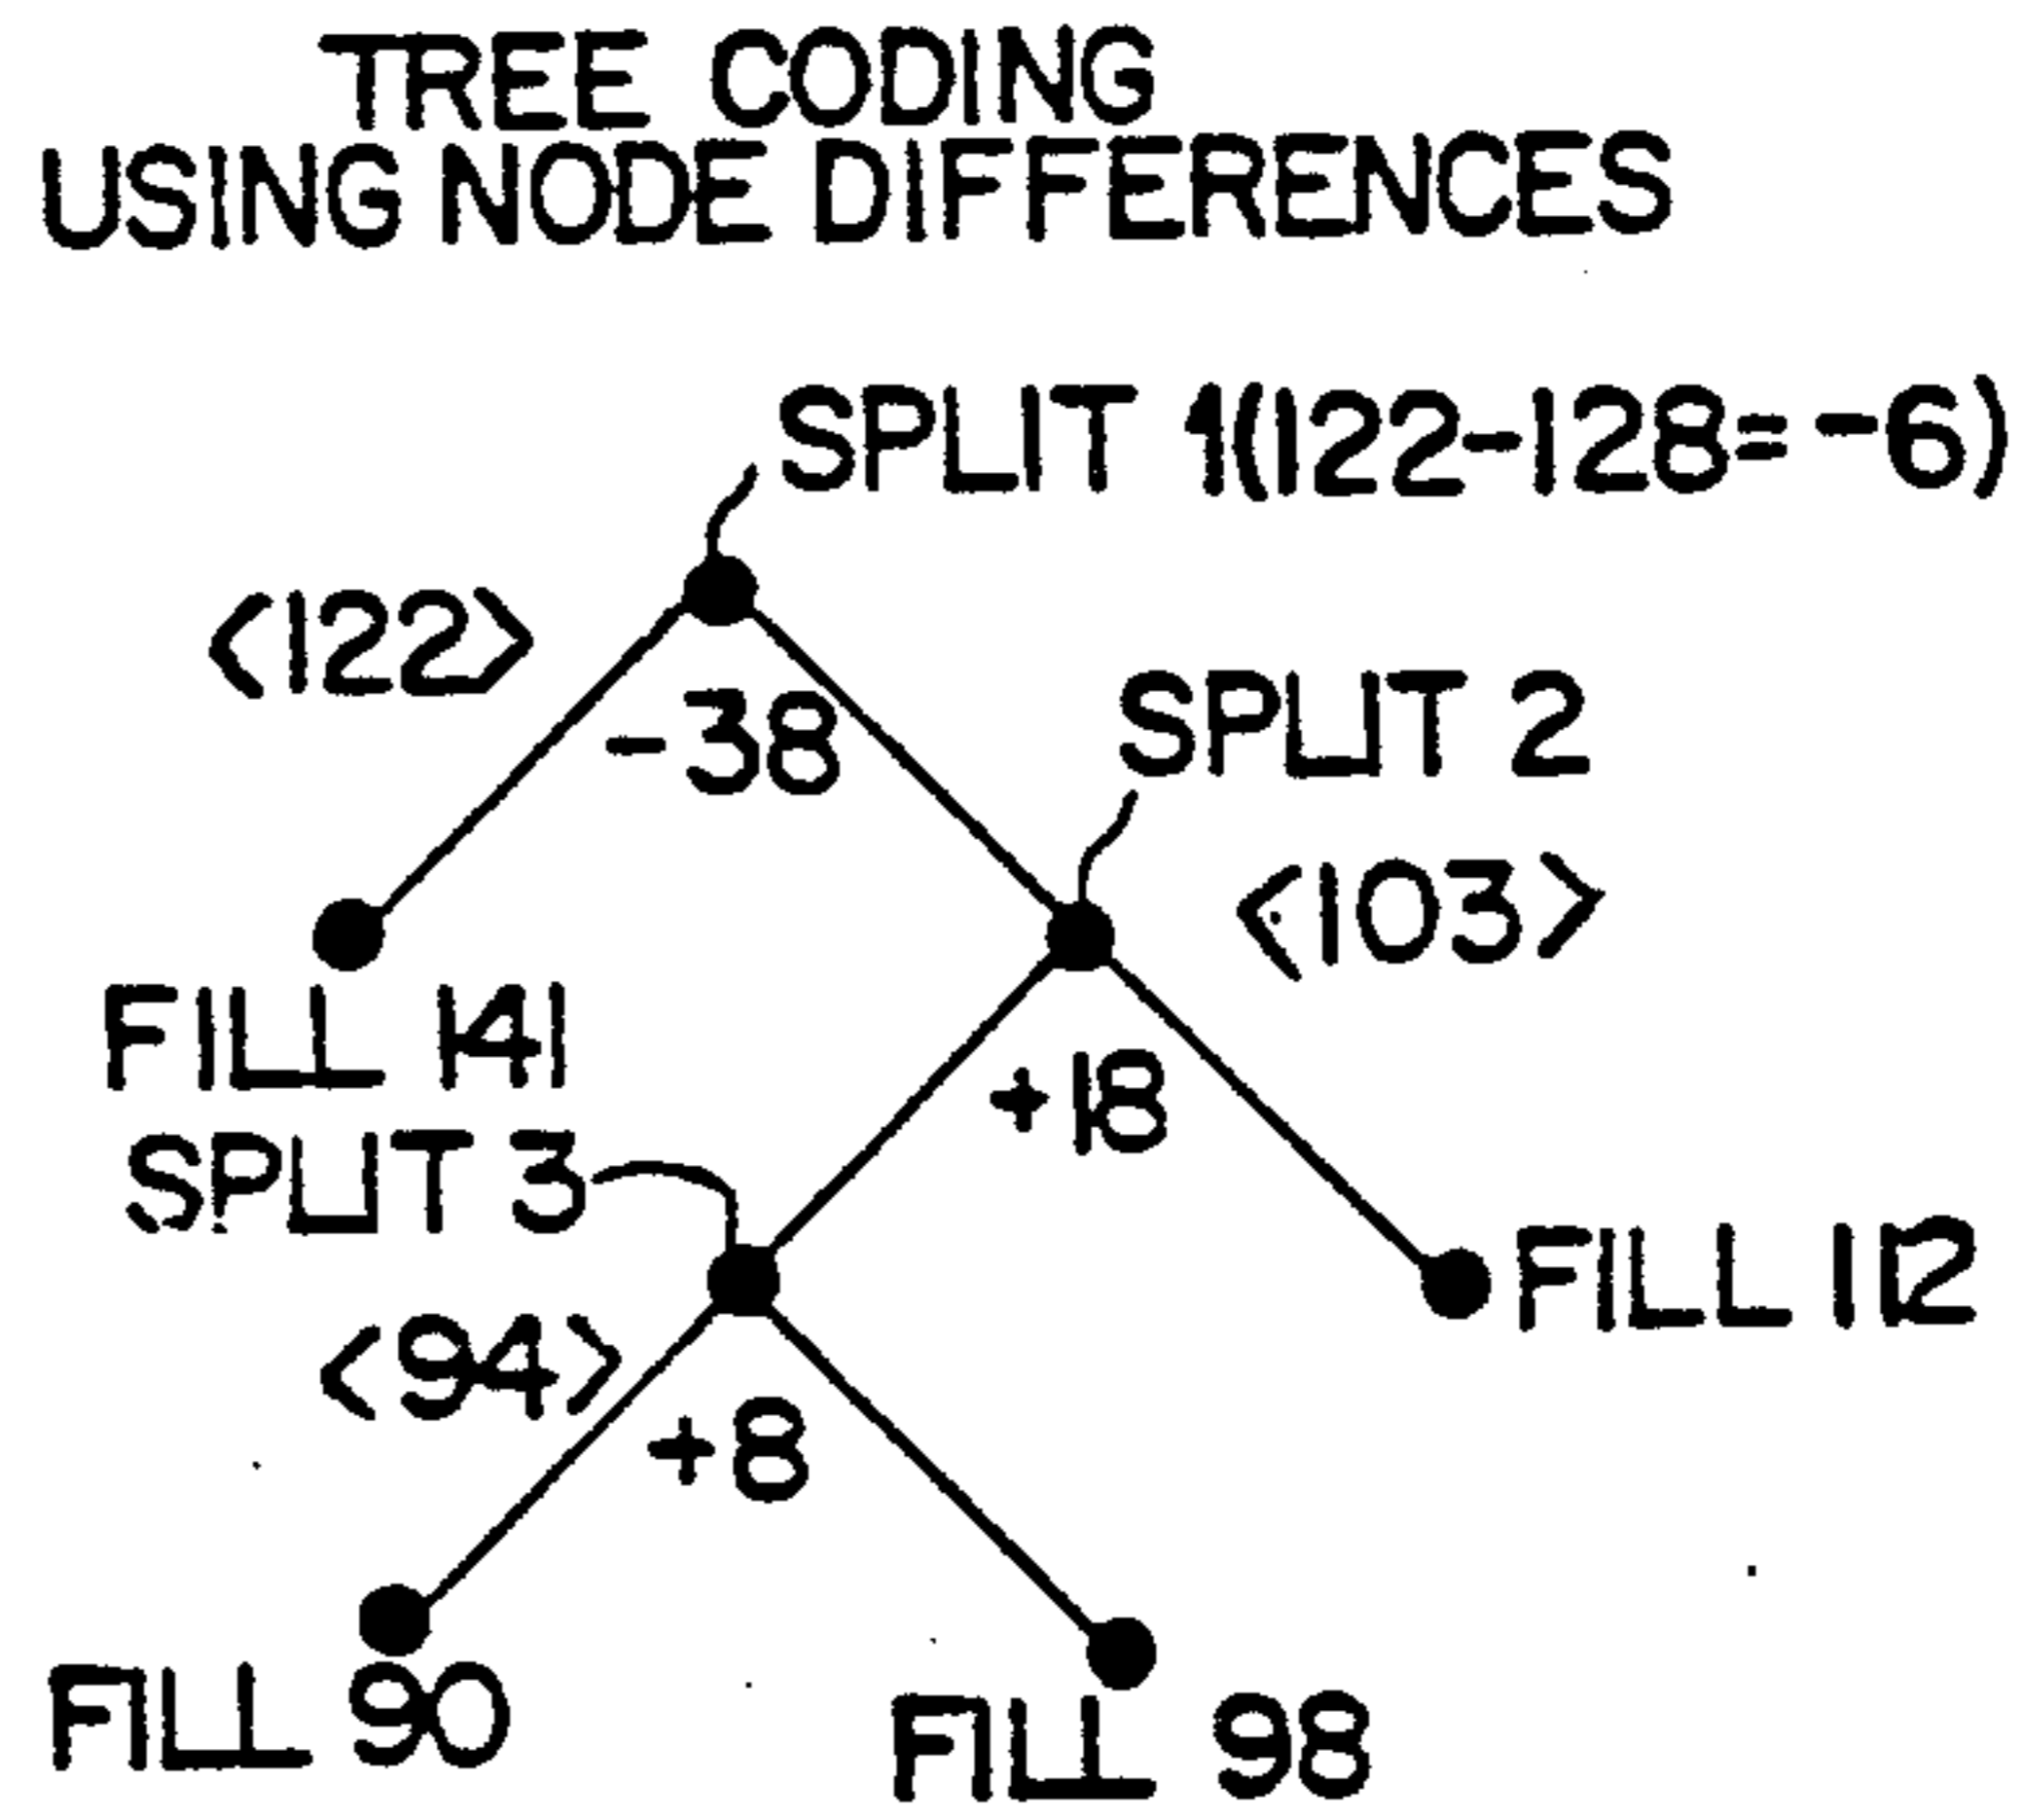 TREE CODING
USING NODE DIFFERENCES
SPLIT 1(122-128=-6)
<122>
-38
SPLIT 2
<103>
FILL 141
+18
SPLIT 3
FILL 112
<94>
+8
FILL 90
FILL 98